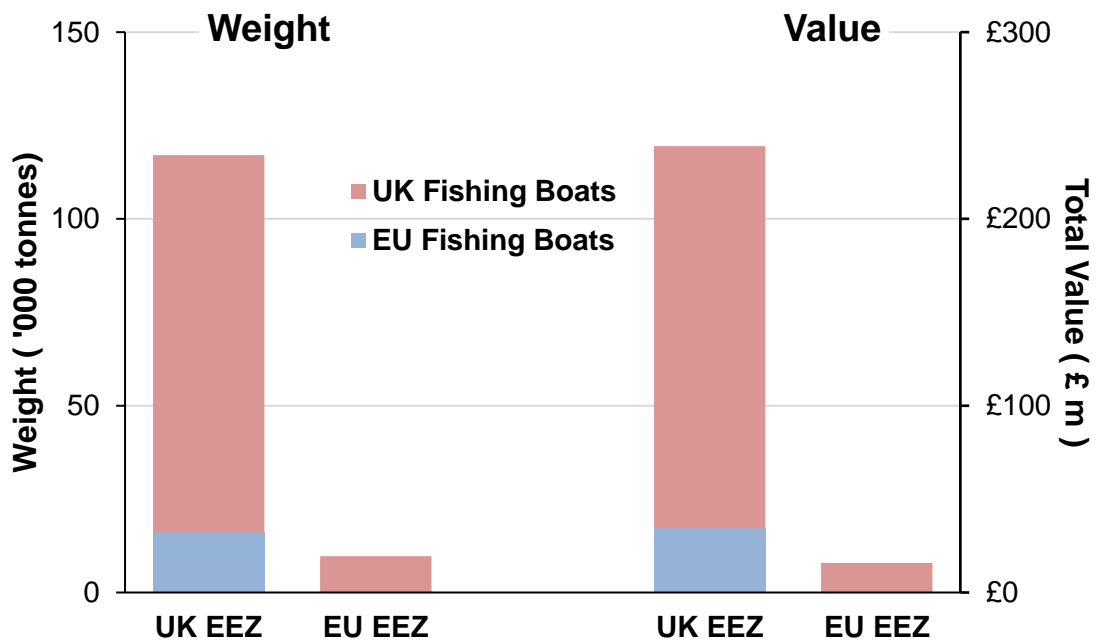 Weight
Value
150
100
50
0
Weight ( '000 tonnes)
UK Fishing Boats
EU Fishing Boats
£300
£200
£100
£0
Total Value ( £ m )
UK EEZ
EU EEZ
UK EEZ
EU EEZ